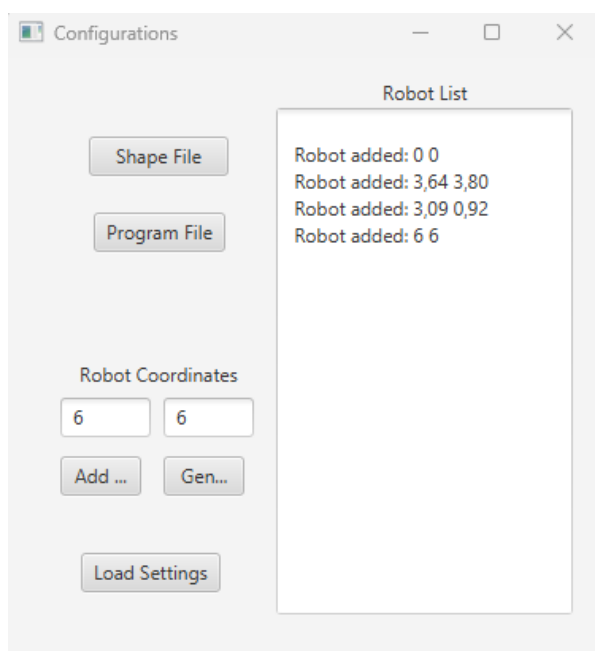 Configurations
Robot List
Shape File
Program File
Robot added: 0 0
Robot added: 3,64 3,80
Robot added: 3,09 0,92
Robot added: 6 6
Robot Coordinates
6 6
Add ... Gen...
Load Settings